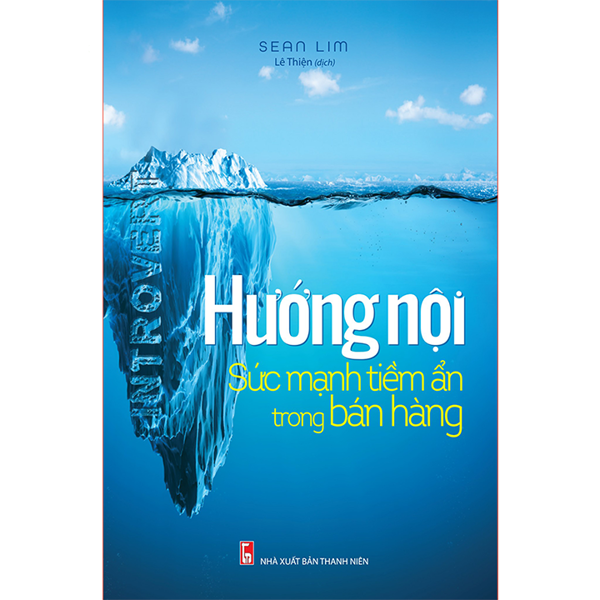 SEAN LIM
Lê Thiện (dịch)
INTROVERT
Hướng nội
Sức mạnh tiềm ẩn
trong bán hàng
NHÀ XUẤT BẢN THANH NIÊN